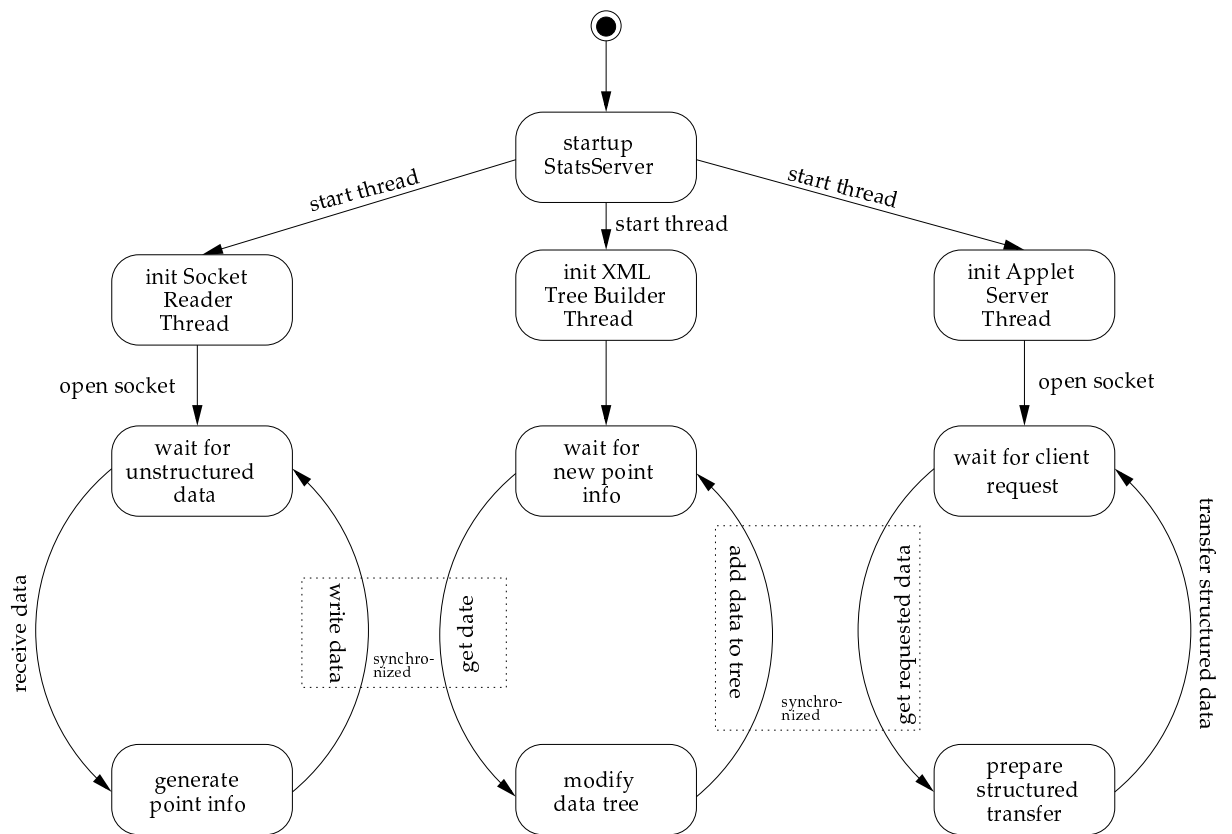 startup
StatsServer
start thread
start thread
start thread
init Socket
Reader
Thread
init XML
Tree Builder
Thread
init Applet
Server
Thread
open socket
open socket
wait for
unstructured
data
wait for
new point
info
wait for client
request
receive data
write data
synchro-
nized
get date
add data to tree
synchro-
nized
get requested data
transfer structured data
generate
point info
modify
data tree
prepare
structured
transfer